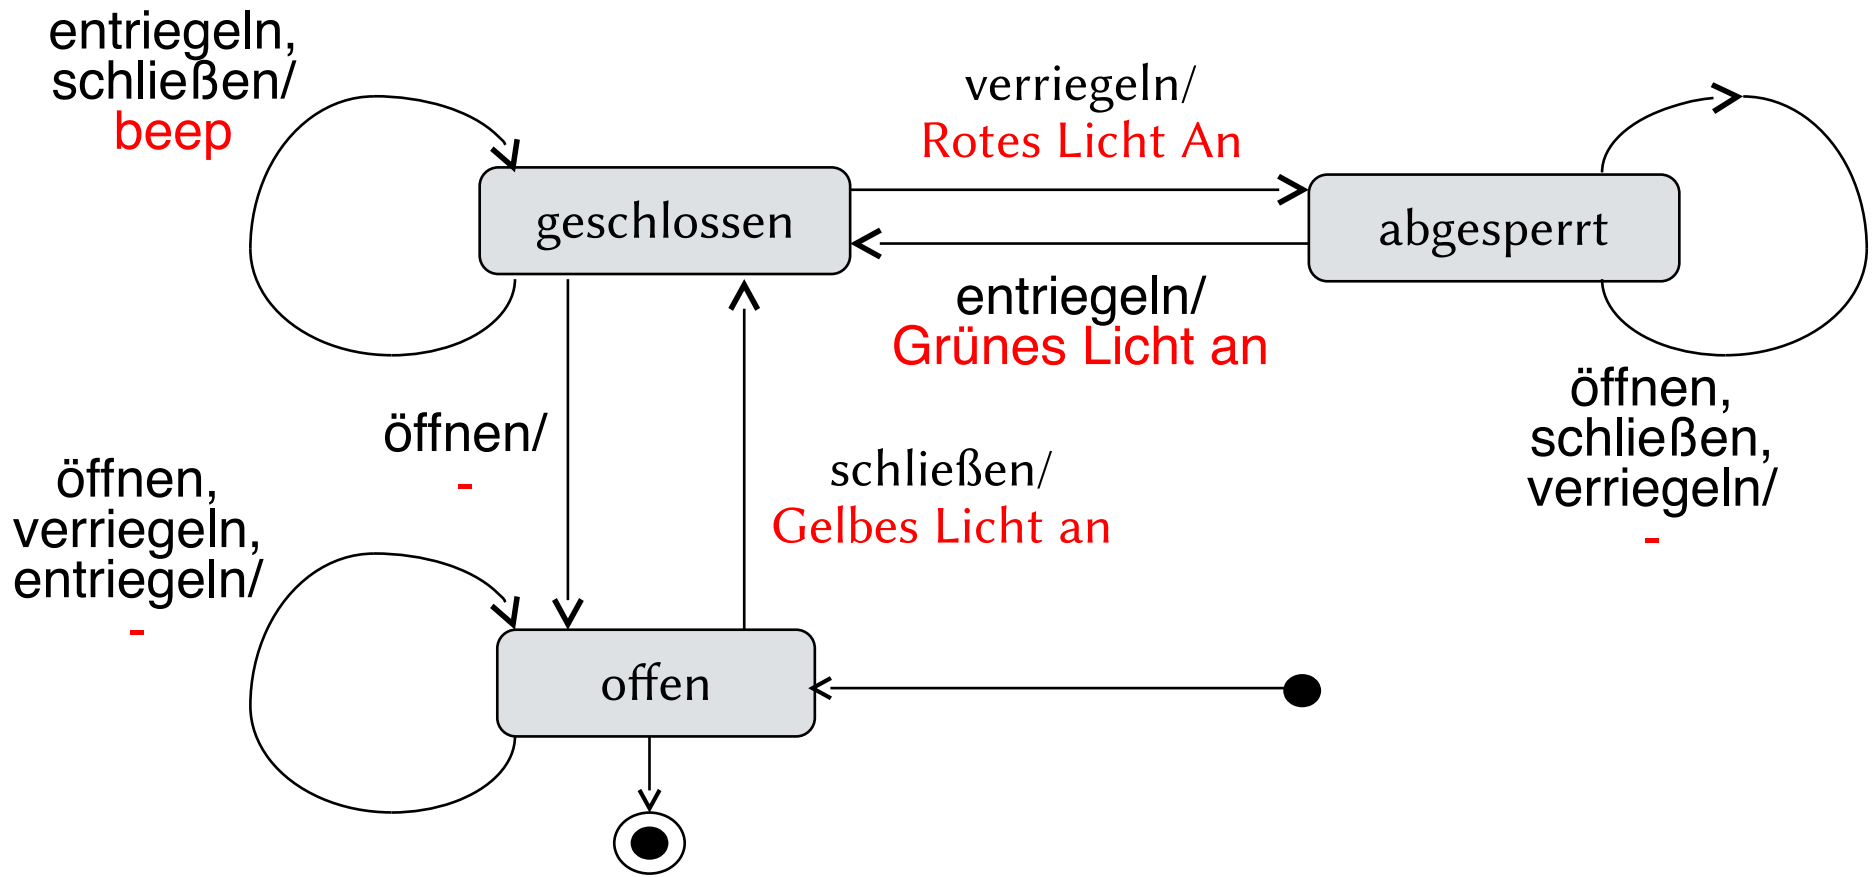 entriegeln,
schließen/
beep
verriegeln/
Rotes Licht An
geschlossen
abgesperrt
entriegeln/
Grünes Licht an
öffnen,
schließen,
verriegeln/
-
öffnen/
-
schließen/
Gelbes Licht an
öffnen,
verriegeln,
entriegeln/
-
offen